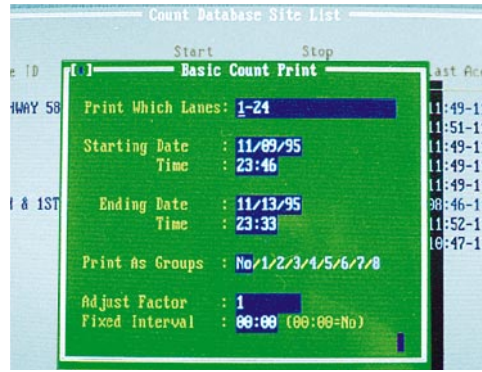 Count Database Site List
Start Stop
e ID Last Acc
[ ] Basic Count Print
HWAY 58 11:49-1
Print Which Lanes: 1-24
11:51-1
Starting Date : 11/09/95 11:49-1
Time : 23:46 11:49-1
11:49-1
& 1ST Ending Date : 11/13/95 08:46-1
Time : 23:33 11:52-1
10:47-1
Print As Groups : No/1/2/3/4/5/6/7/8
Adjust Factor : 1
Fixed Interval : 00:00 (00:00=No)